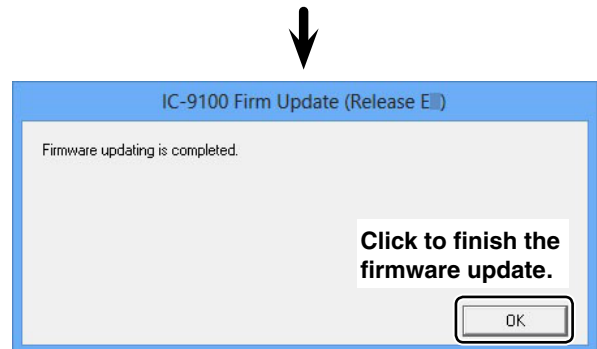 IC-9100 Firm Update (Release E)
Firmware updating is completed.
Click to finish the
firmware update.
OK